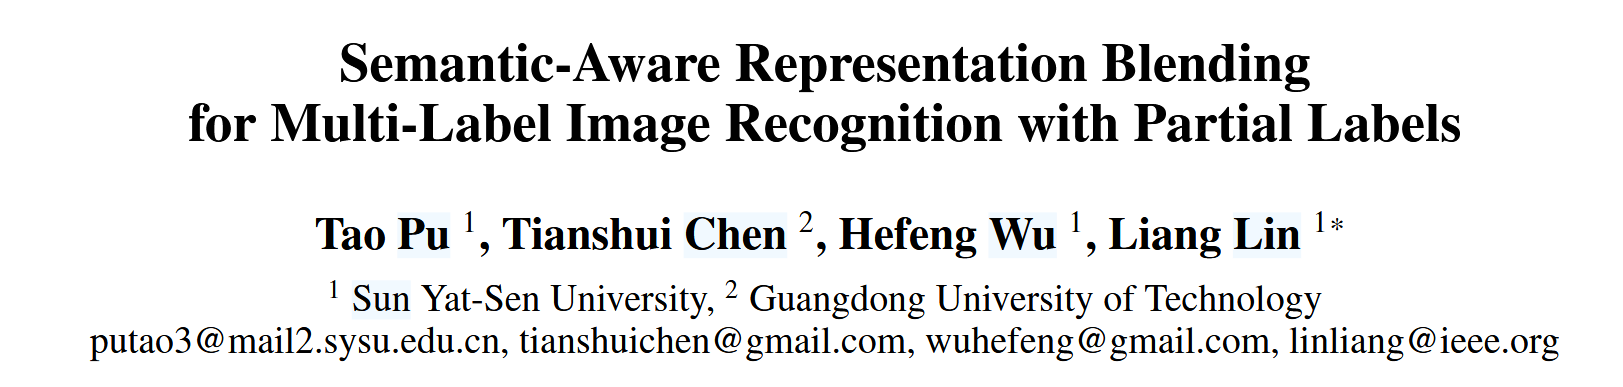 Semantic-Aware Representation Blending
for Multi-Label Image Recognition with Partial Labels
Tao Pu 1, Tianshui Chen 2, Hefeng Wu 1, Liang Lin 1*
1 Sun Yat-Sen University, 2 Guangdong University of Technology
putao3@mail2.sysu.edu.cn, tianshuichen@gmail.com, wuhefeng@gmail.com, linliang@ieee.org